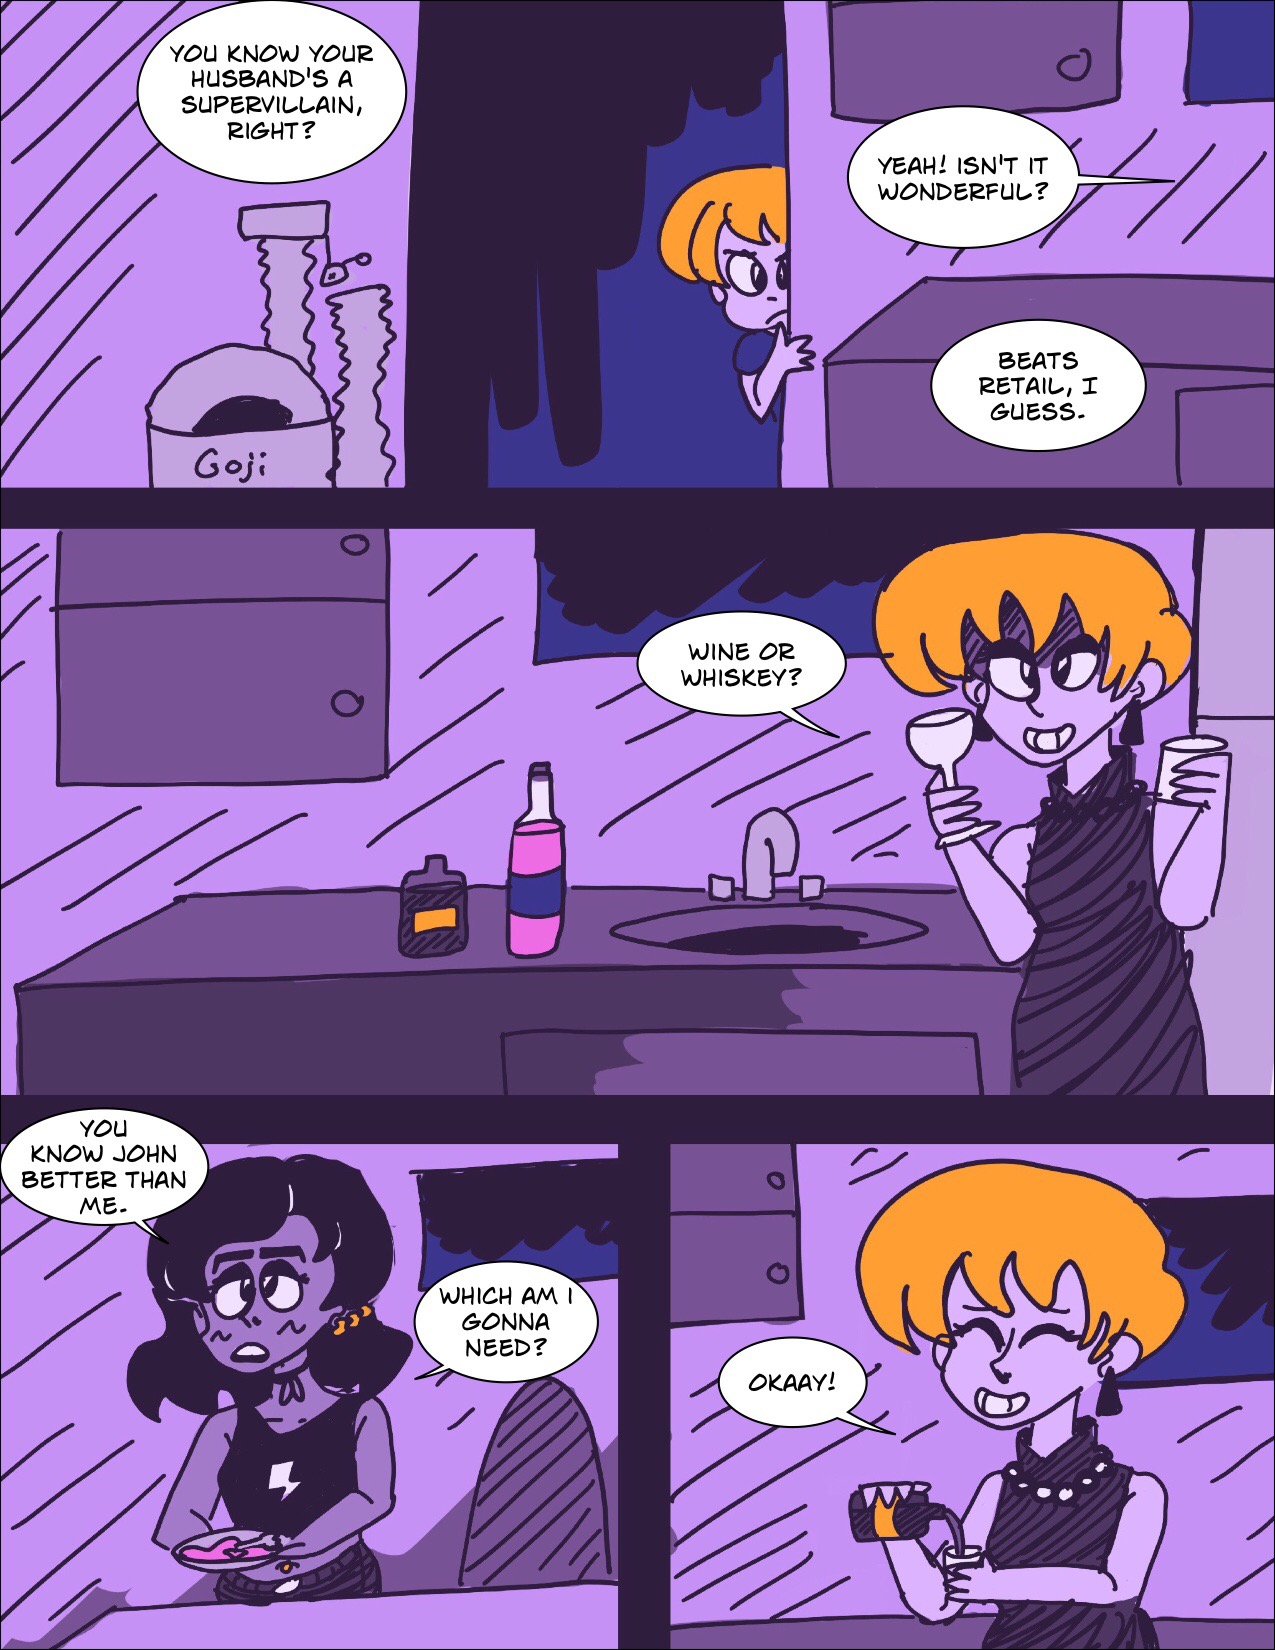 YOU KNOW YOUR
HUSBAND'S A
SUPERVILLAIN,
RIGHT?
YEAH! ISN'T IT
WONDERFUL?
BEATS
RETAIL, I
GUESS.
Goji
WINE OR
WHISKEY?
YOU
KNOW JOHN
BETTER THAN
ME.
WHICH AM I
GONNA
NEED?
OKAAY!